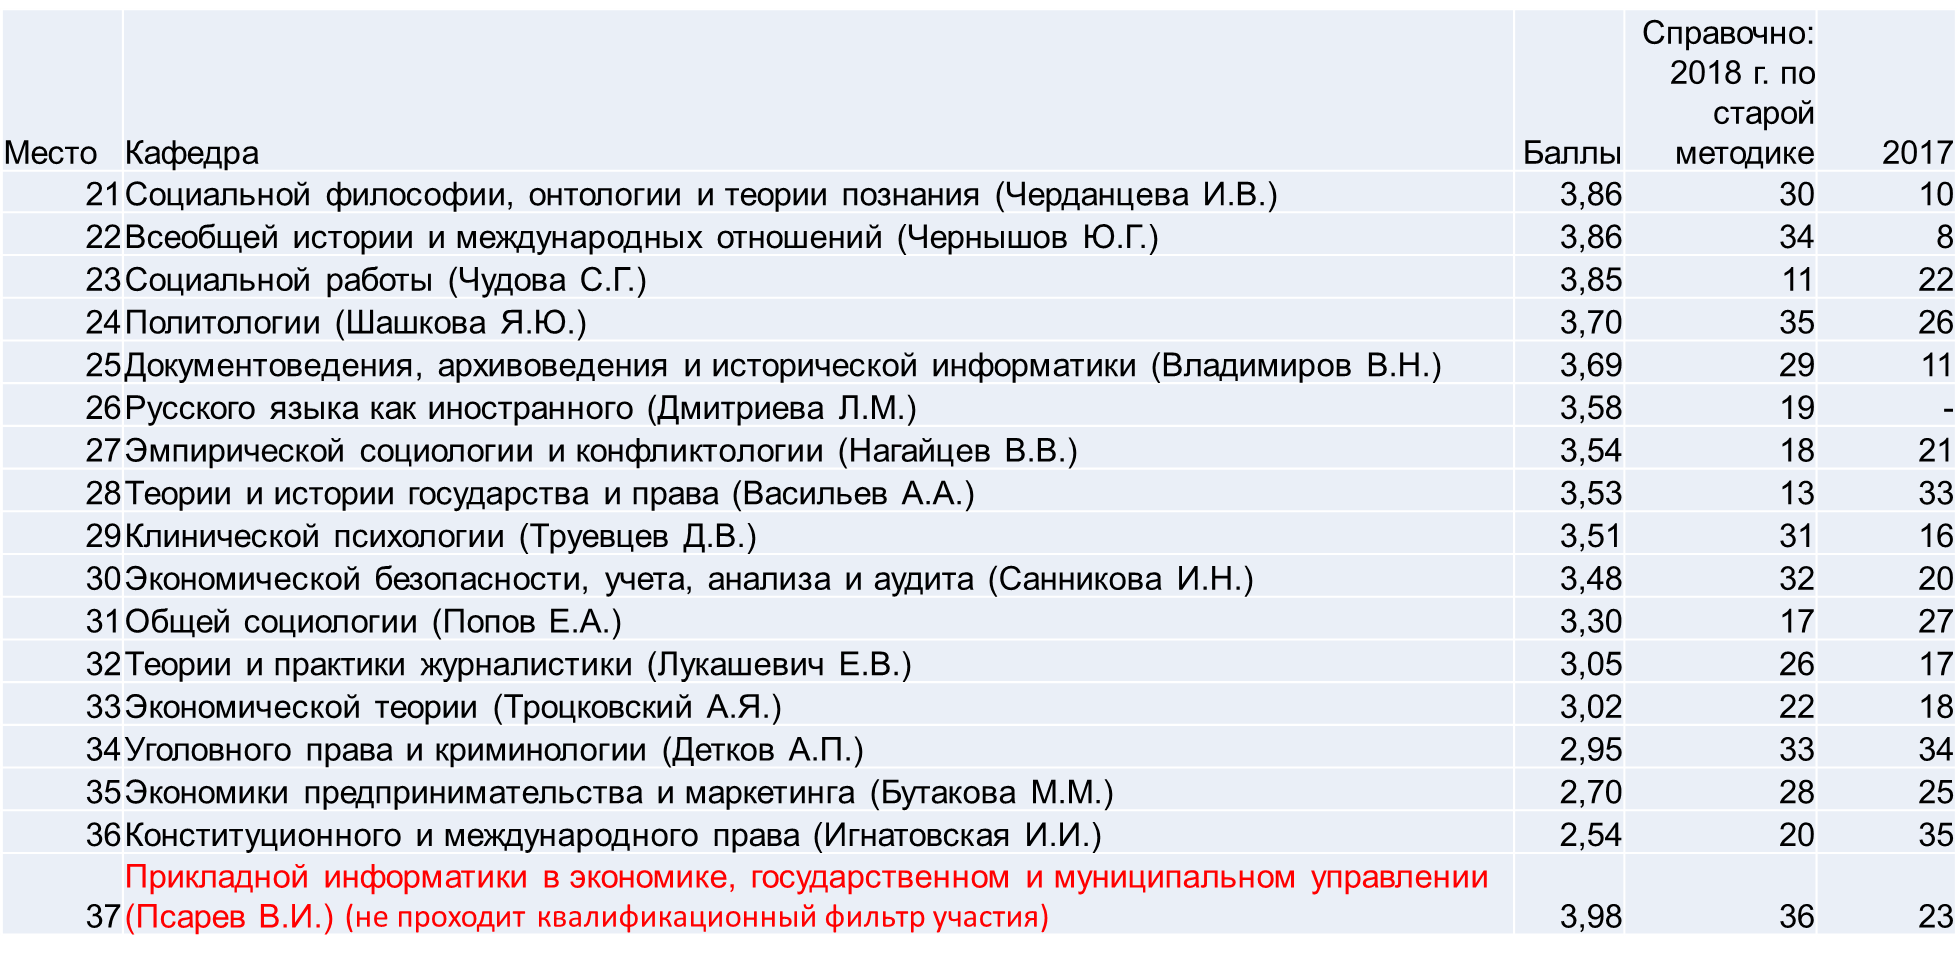 Справочно:
2018 г. по
старой
Место Кафедра Баллы методике 2017
21 Социальной философии, онтологии и теории познания (Черданцева И.В.) 3,86 30 10
22 Всеобщей истории и международных отношений (Чернышов Ю.Г.) 3,86 34 8
23 Социальной работы (Чудова С.Г.) 3,85 11 22
24 Политологии (Шашкова Я.Ю.) 3,70 35 26
25 Документоведения, архивоведения и исторической информатики (Владимиров В.Н.) 3,69 29 11
26 Русского языка как иностранного (Дмитриева Л.М.) 3,58 19 -
27 Эмпирической социологии и конфликтологии (Нагайцев В.В.) 3,54 18 21
28 Теории и истории государства и права (Васильев А.А.) 3,53 13 33
29 Клинической психологии (Труевцев Д.В.) 3,51 31 16
30 Экономической безопасности, учета, анализа и аудита (Санникова И.Н.) 3,48 32 20
31 Общей социологии (Попов Е.А.) 3,30 17 27
32 Теории и практики журналистики (Лукашевич Е.В.) 3,05 26 17
33 Экономической теории (Троцковский А.Я.) 3,02 22 18
34 Уголовного права и криминологии (Детков А.П.) 2,95 33 34
35 Экономики предпринимательства и маркетинга (Бутакова М.М.) 2,70 28 25
36 Конституционного и международного права (Игнатовская И.И.) 2,54 20 35
Прикладной информатики в экономике, государственном и муниципальном управлении
37 (Псарев В.И.) (не проходит квалификационный фильтр участия) 3,98 36 23